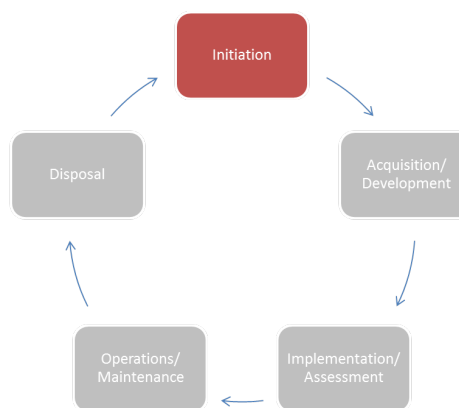 Initiation
Acquisition/
Development
Implementation/
Assessment
Operations/
Maintenance
Disposal